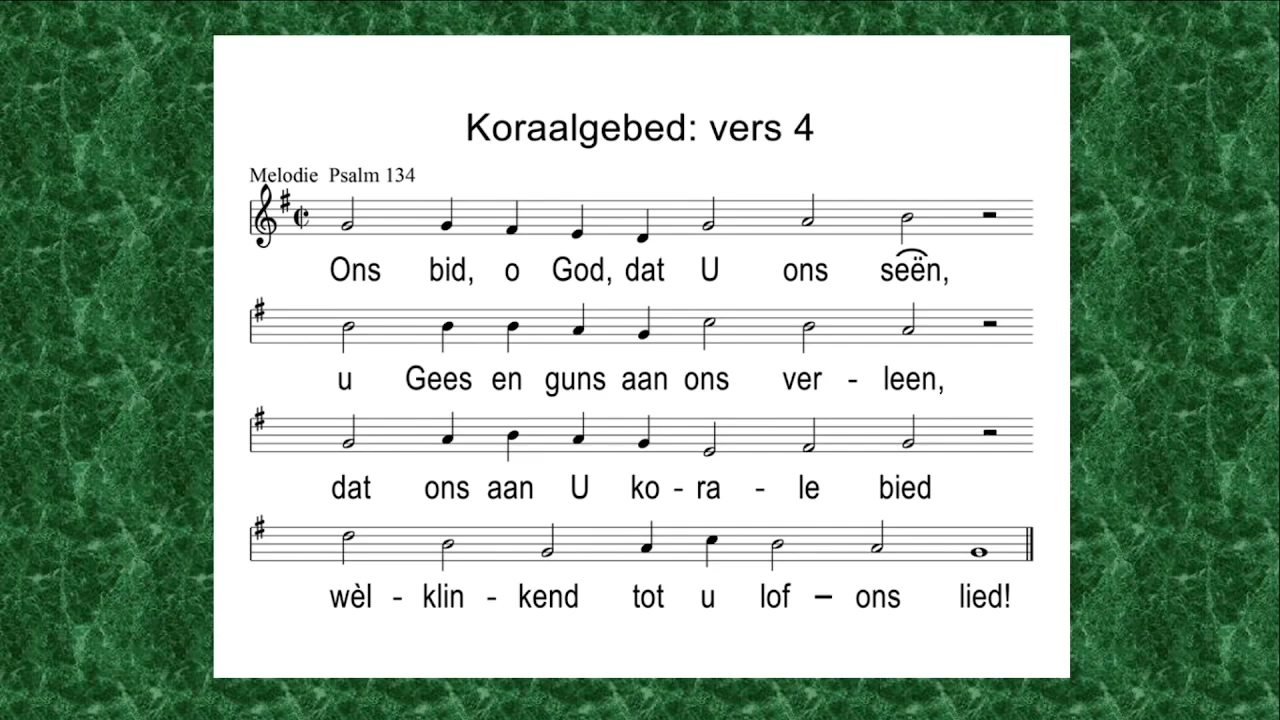 Koraalgebed: vers 4
Melodie Psalm 134
Ons bid, o God, dat U ons seën,
u Gees en guns aan ons ver - leen,
dat ons aan U ko - ra - le bied
wèl - klin - kend tot u lof – ons lied!